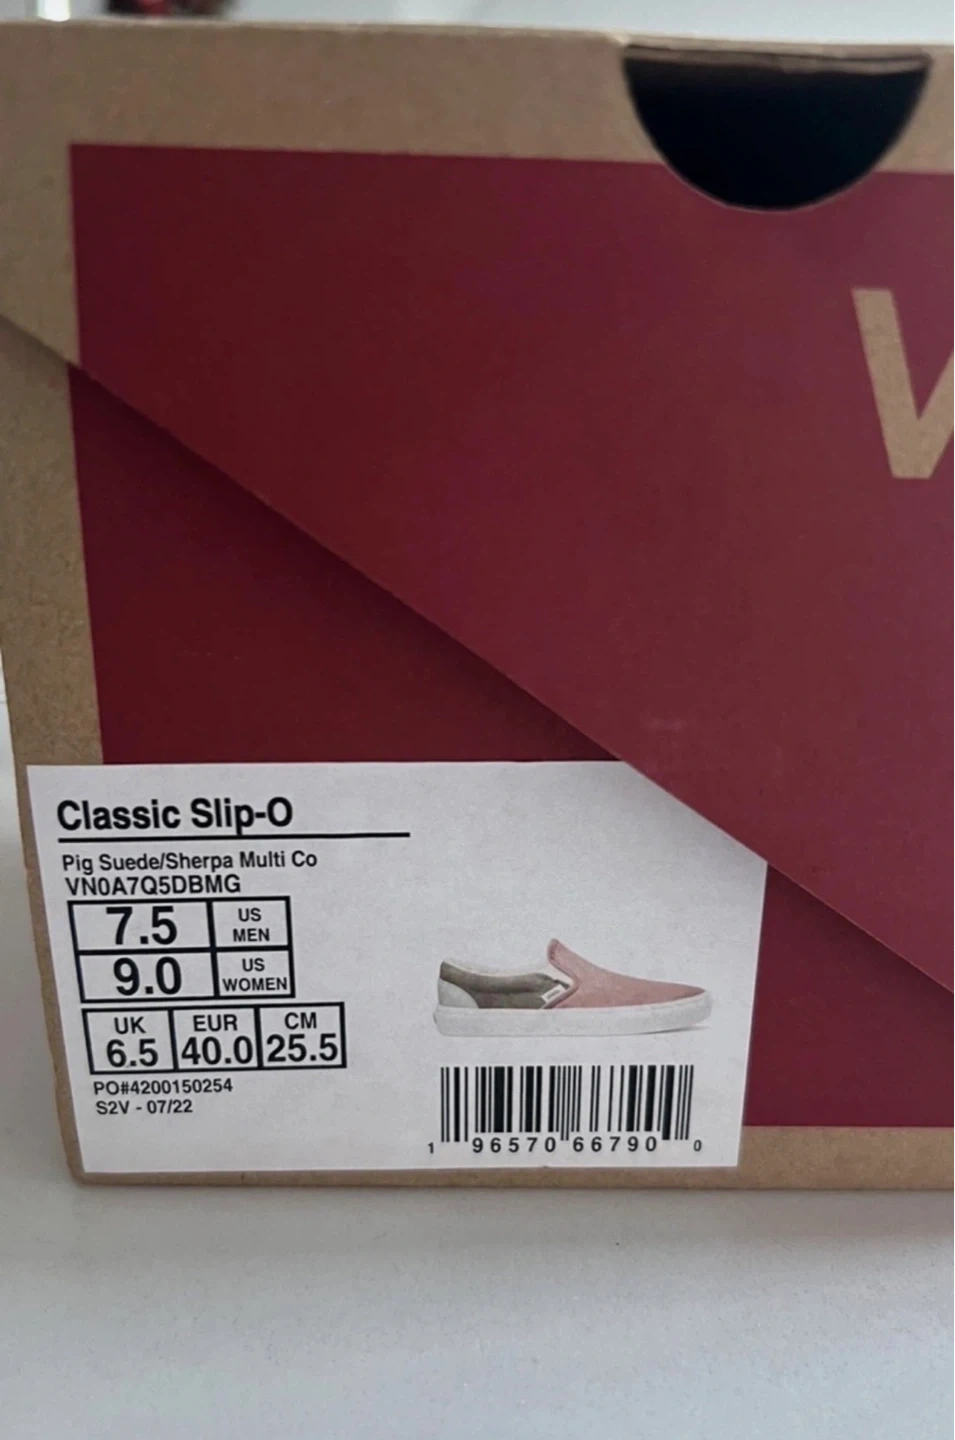 V
Classic Slip-O
Pig Suede/Sherpa Multi Co
VN0A7Q5DBMG
7.5 US MEN
9.0 US WOMEN
UK EUR CM
6.5 40.0 25.5
PO#4200150254
S2V - 07/22
1 96570 66790 0